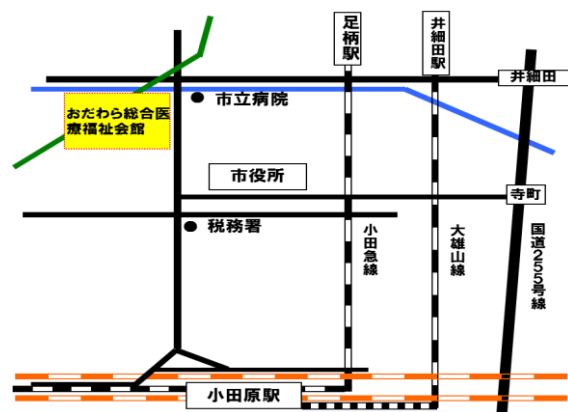 足柄駅
井細田駅
井細田
おだわら総合医
療福祉会館
市立病院
市役所
寺町
税務署
小田急線
大雄山線
国道255号線
小田原駅